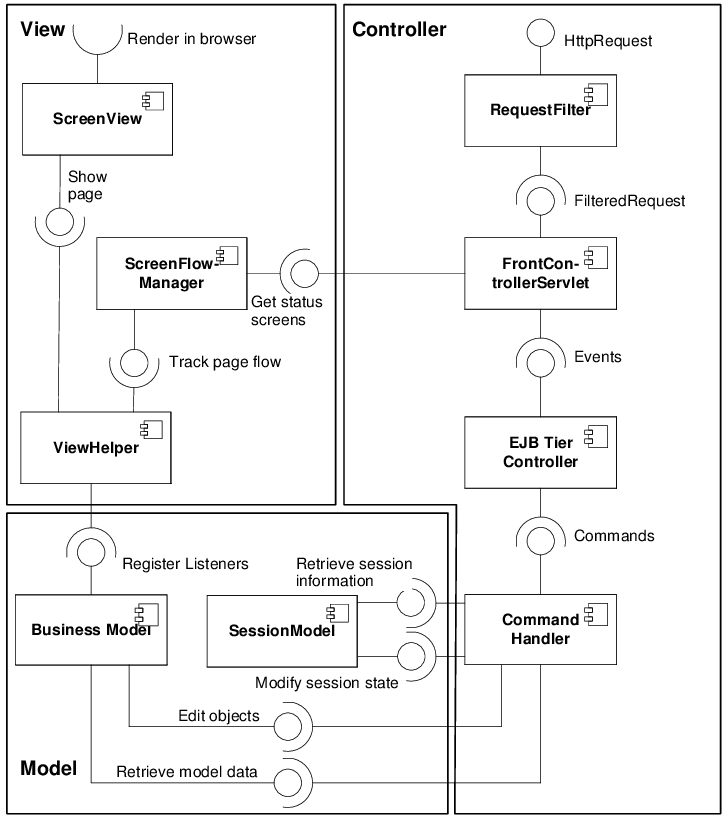 View
Render in browser
ScreenView
Show
page
ScreenFlow-
Manager
Get status
screens
Track page flow
ViewHelper
Controller
HttpRequest
RequestFilter
FilteredRequest
FrontCon-
trollerServlet
Events
EJB Tier
Controller
Commands
Command
Handler
Register Listeners
Retrieve session
information
Business Model
SessionModel
Modify session state
Edit objects
Retrieve model data
Model